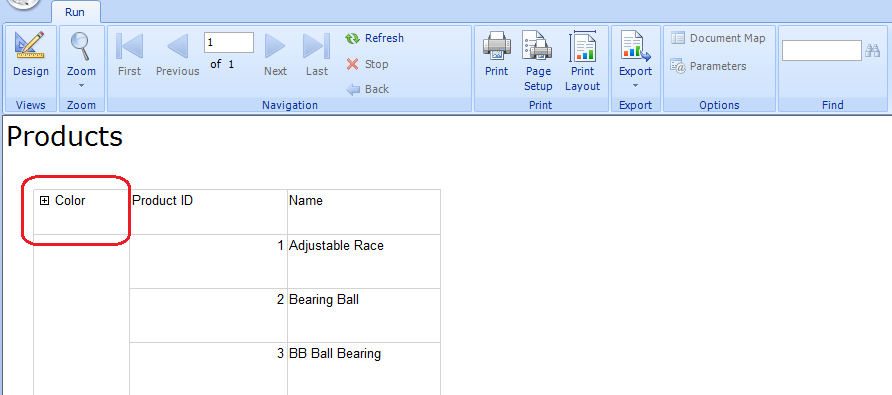 Run
Design
Zoom
First
Previous
1
of 1
Next
Last
Refresh
Stop
Back
Print
Page Setup
Print Layout
Export
Document Map
Parameters
Views
Zoom
Navigation
Print
Export
Options
Find
Products
Color Product ID Name
1 Adjustable Race
2 Bearing Ball
3 BB Ball Bearing